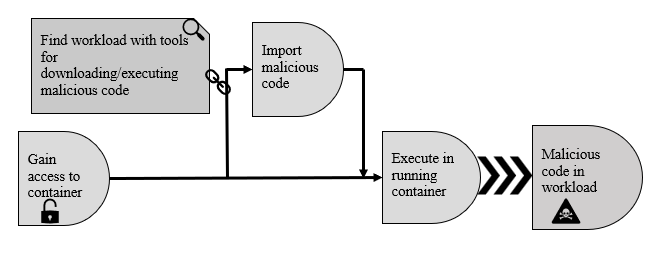 Find workload with tools
for
downloading/executing
malicious code
Import
malicious
code
Gain
access to
container
Execute in
running
container
Malicious
code in
workload